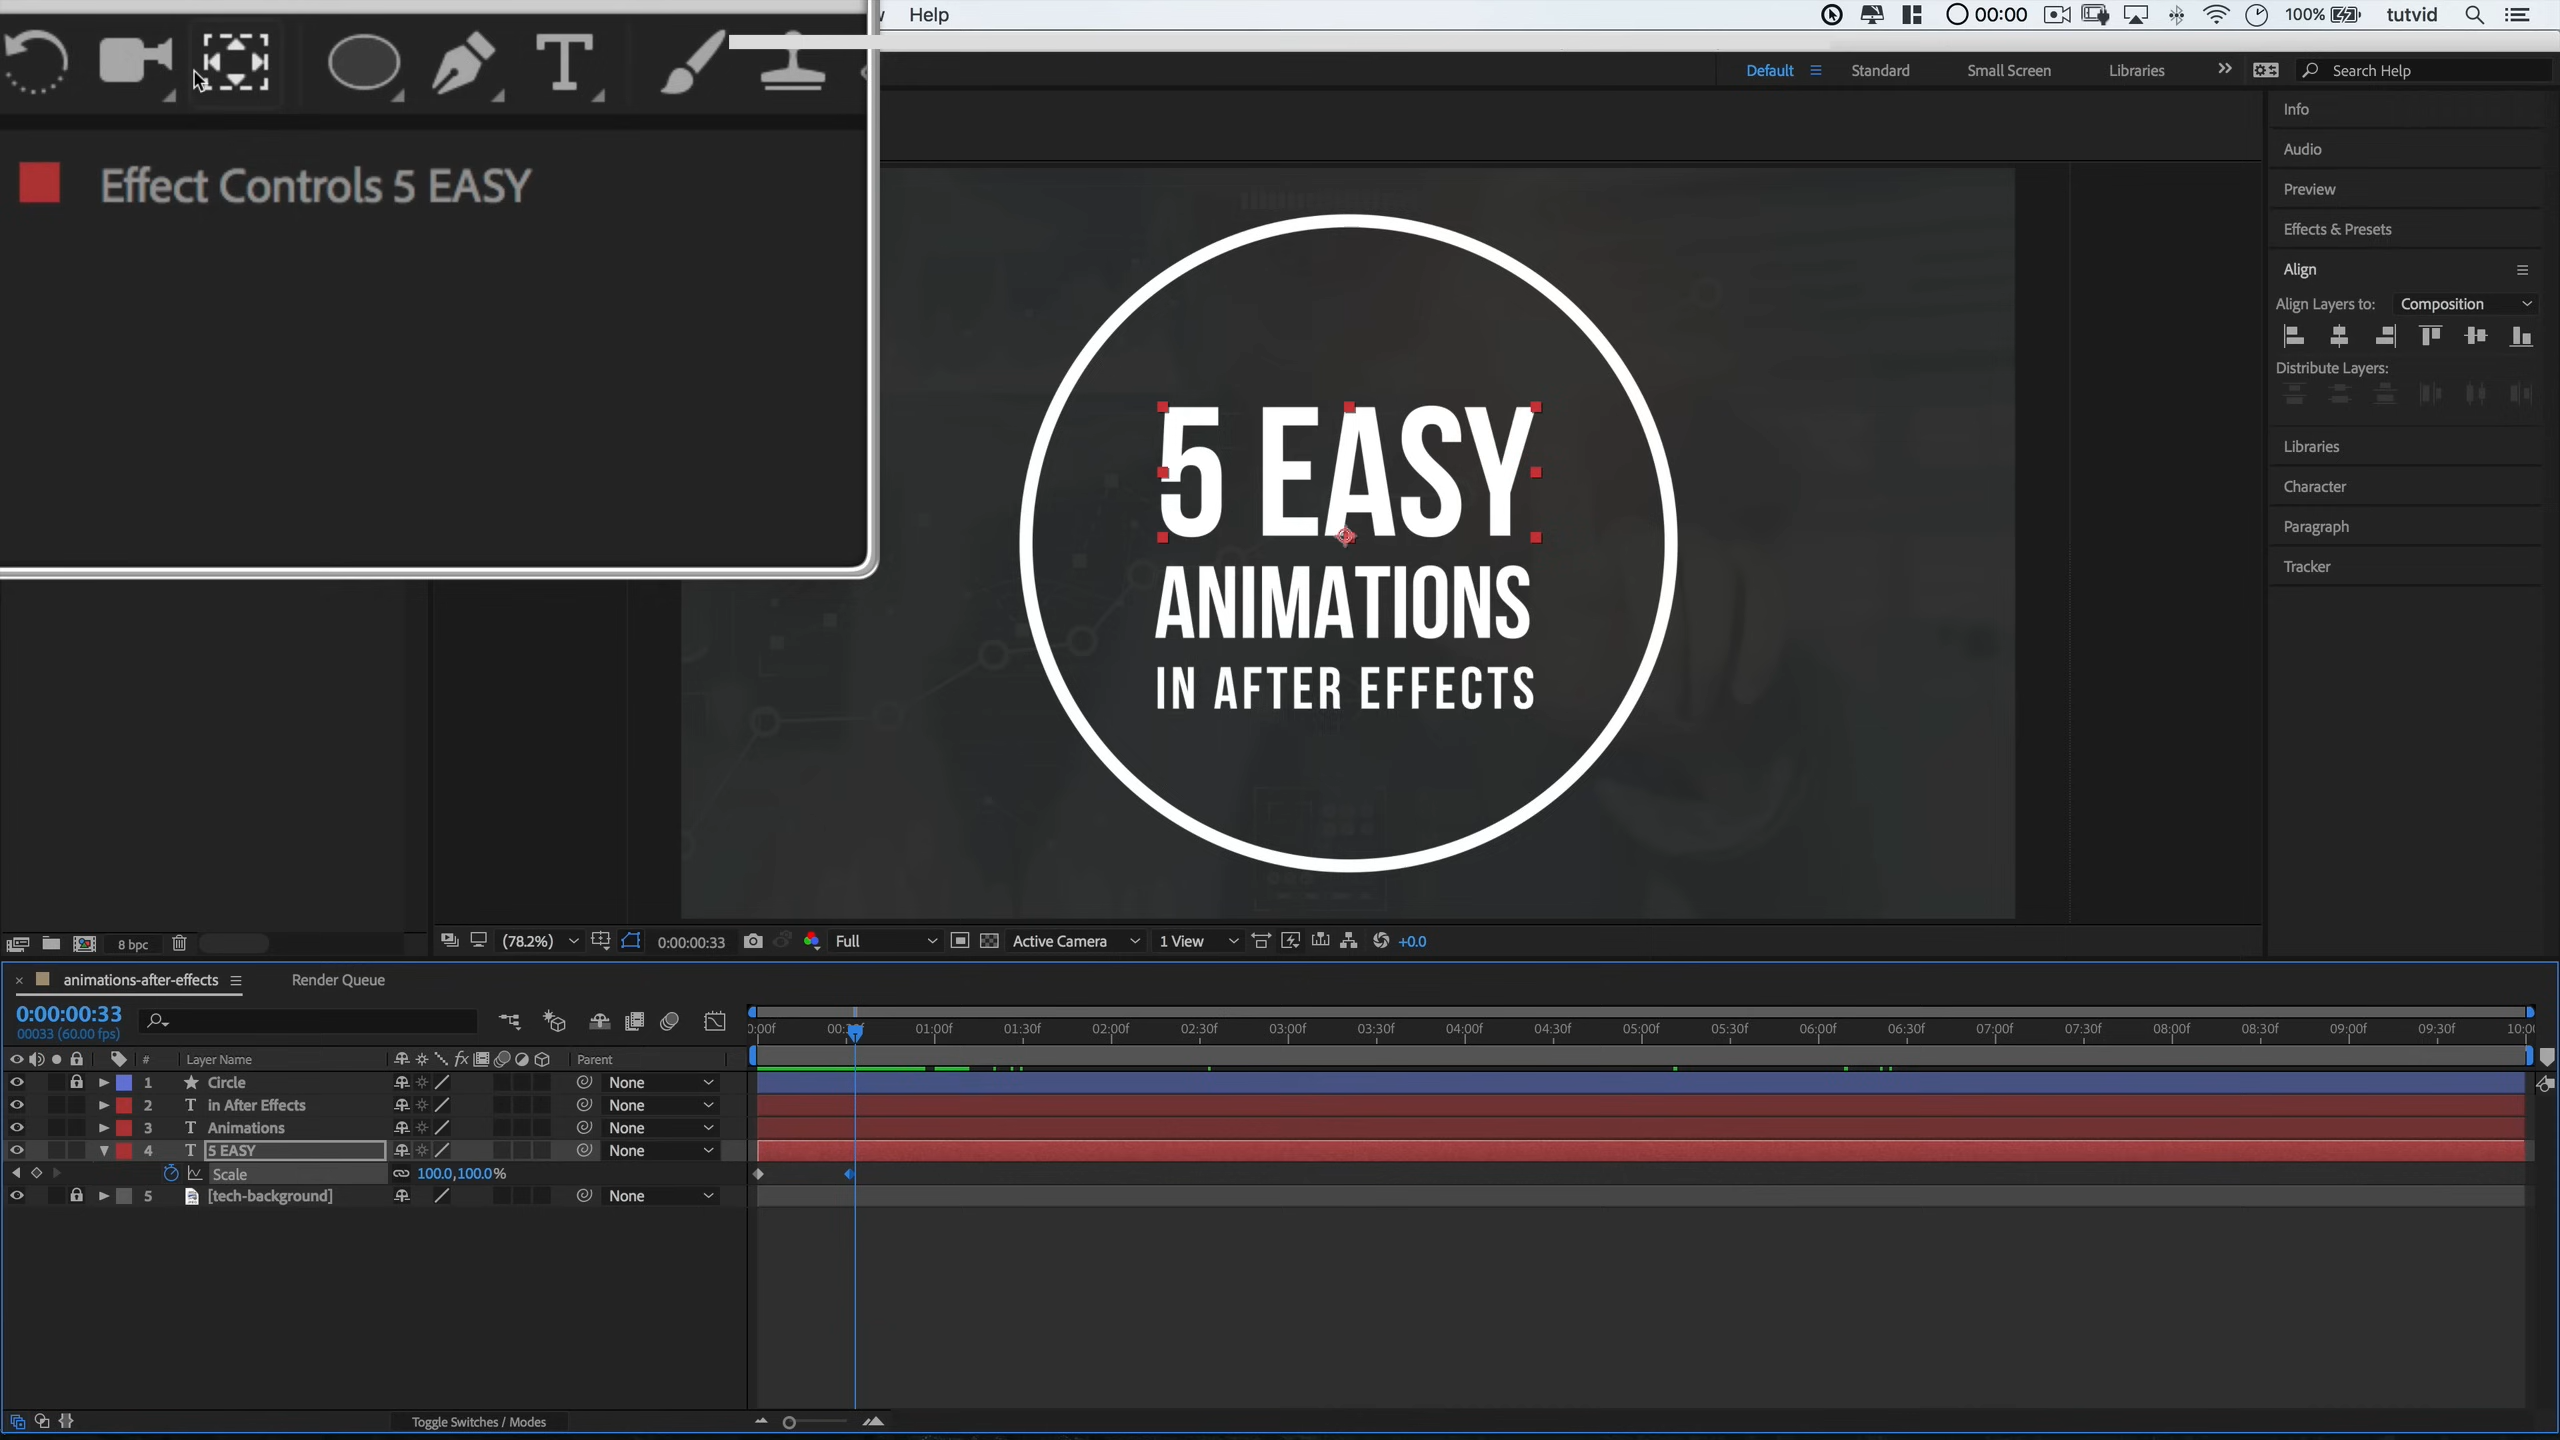 Help
00:00
100%
tutvid
Default
Standard
Small Screen
Libraries
Search Help
Effect Controls 5 EASY
Info
Audio
Preview
Effects & Presets
Align
Align Layers to:
Composition
Distribute Layers:
Libraries
Character
Paragraph
Tracker
5 EASY
ANIMATIONS
IN AFTER EFFECTS
8 bpc
(78.2%)
0:00:00:33
Full
Active Camera
1 View
+0.0
animations-after-effects
Render Queue
0:00:00:33
00033 (60.00 fps)
01:00f 01:30f 02:00f 02:30f 03:00f 03:30f 04:00f 04:30f 05:00f 05:30f 06:00f 06:30f 07:00f 07:30f 08:00f 08:30f 09:00f 09:30f
# Layer Name Parent
1 Circle None
2 in After Effects None
3 Animations None
4 5 EASY None
Scale 100.0,100.0%
5 [tech-background] None
Toggle Switches / Modes